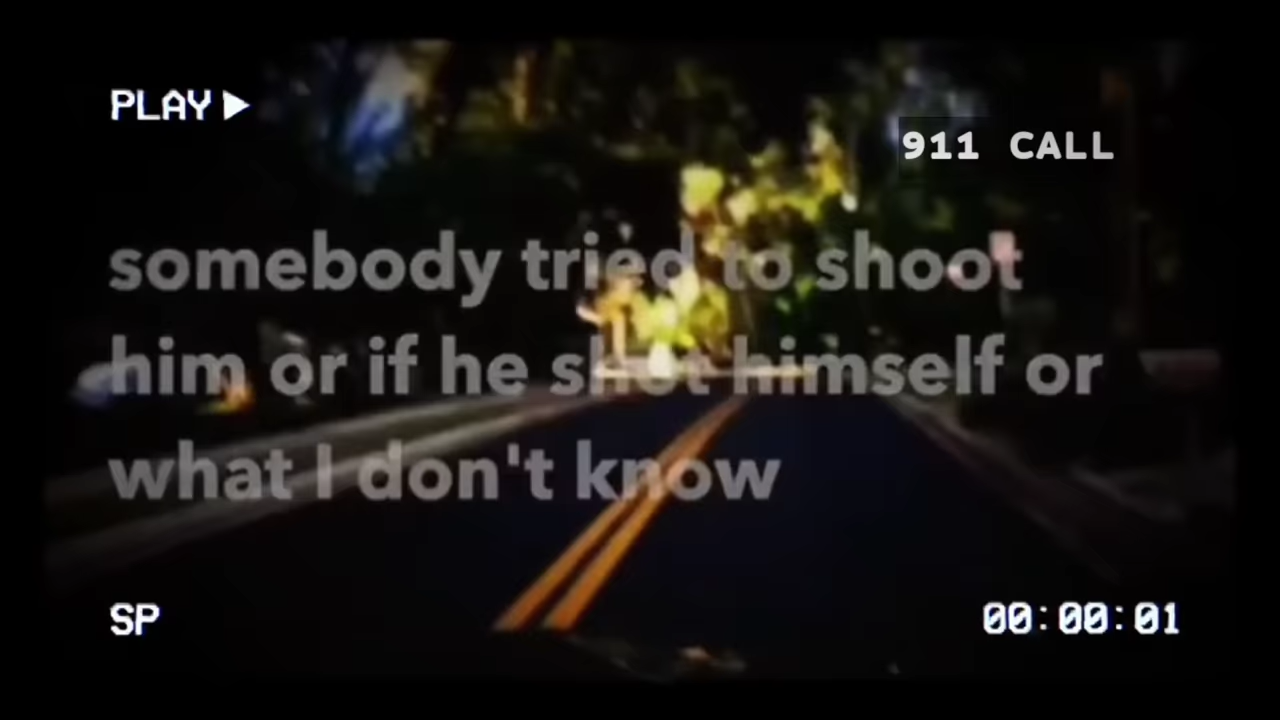 PLAY
911 CALL
somebody tried to shoot
him or if he shot himself or
what I don't know
SP
00:00:01